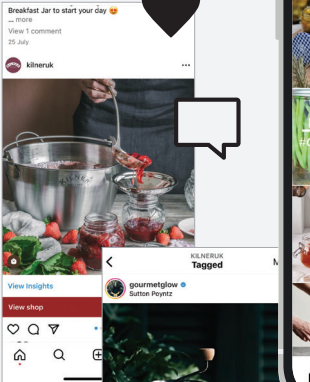 Breakfast Jar to start your day
... more
View 1 comment
25 July
kilneruk
KILNER
View Insights
View shop
KILNERUK
Tagged
gourmetglow
Sutton Poyntz